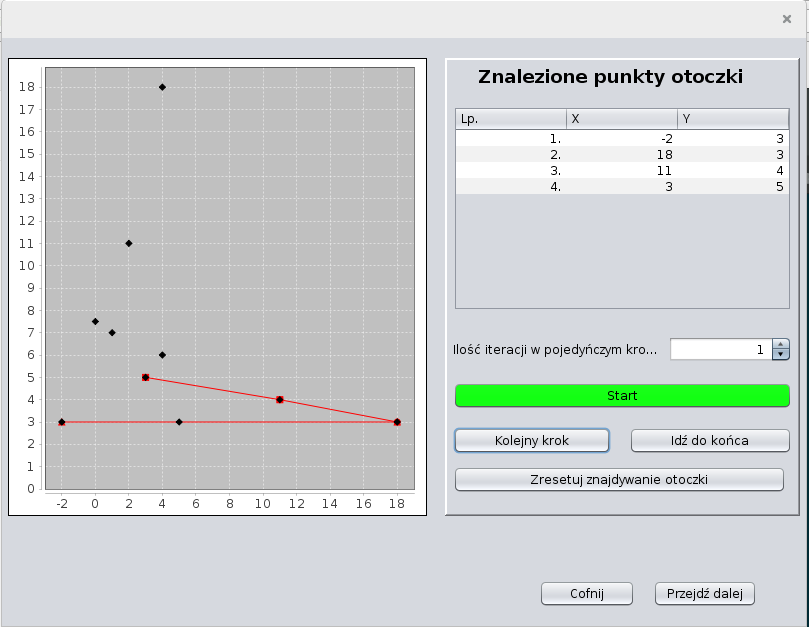 ×
18
17
16
15
14
13
12
11
10
9
8
7
6
5
4
3
2
1
0
-2 0 2 4 6 8 10 12 14 16 18
Znalezione punkty otoczki
Lp. X Y
1. -2 3
2. 18 3
3. 11 4
4. 3 5
Ilość iteracji w pojedyńczym kro... 1
Start
Kolejny krok Idź do końca
Zresetuj znajdywanie otoczki
Cofnij Przejdź dalej